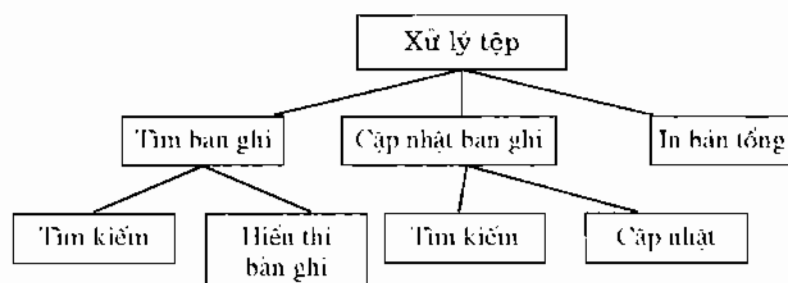 Xử lý tệp
Tìm bản ghi
Cập nhật bản ghi
In bản tổng
Tìm kiếm
Hiển thị
bản ghi
Tìm kiếm
Cập nhật